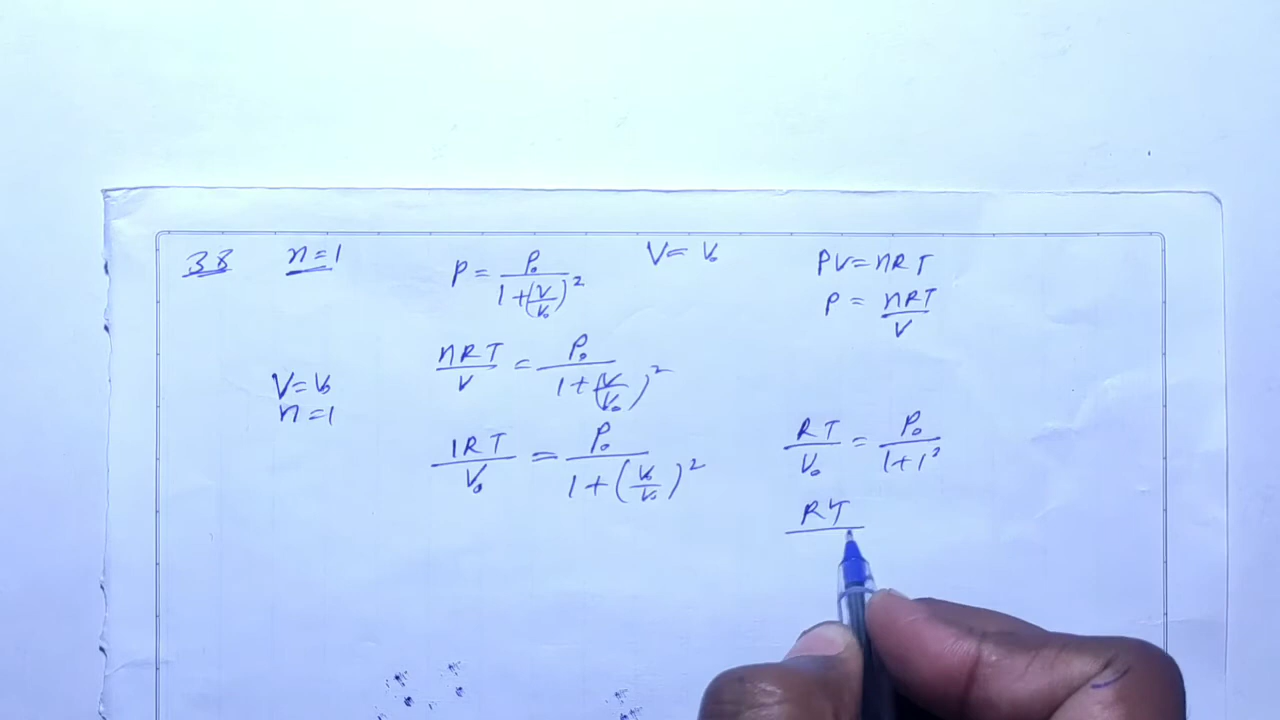 38 n=1 P = P₀/(1+(V/V₀)²) V = V₀ PV = nRT
P = nRT/V
nRT/V = P₀/(1+(V/V₀)²)
V = V₀
n = 1
1RT/V₀ = P₀/(1+(V₀/V₀)²) RT/V₀ = P₀/(1+1²)
RT